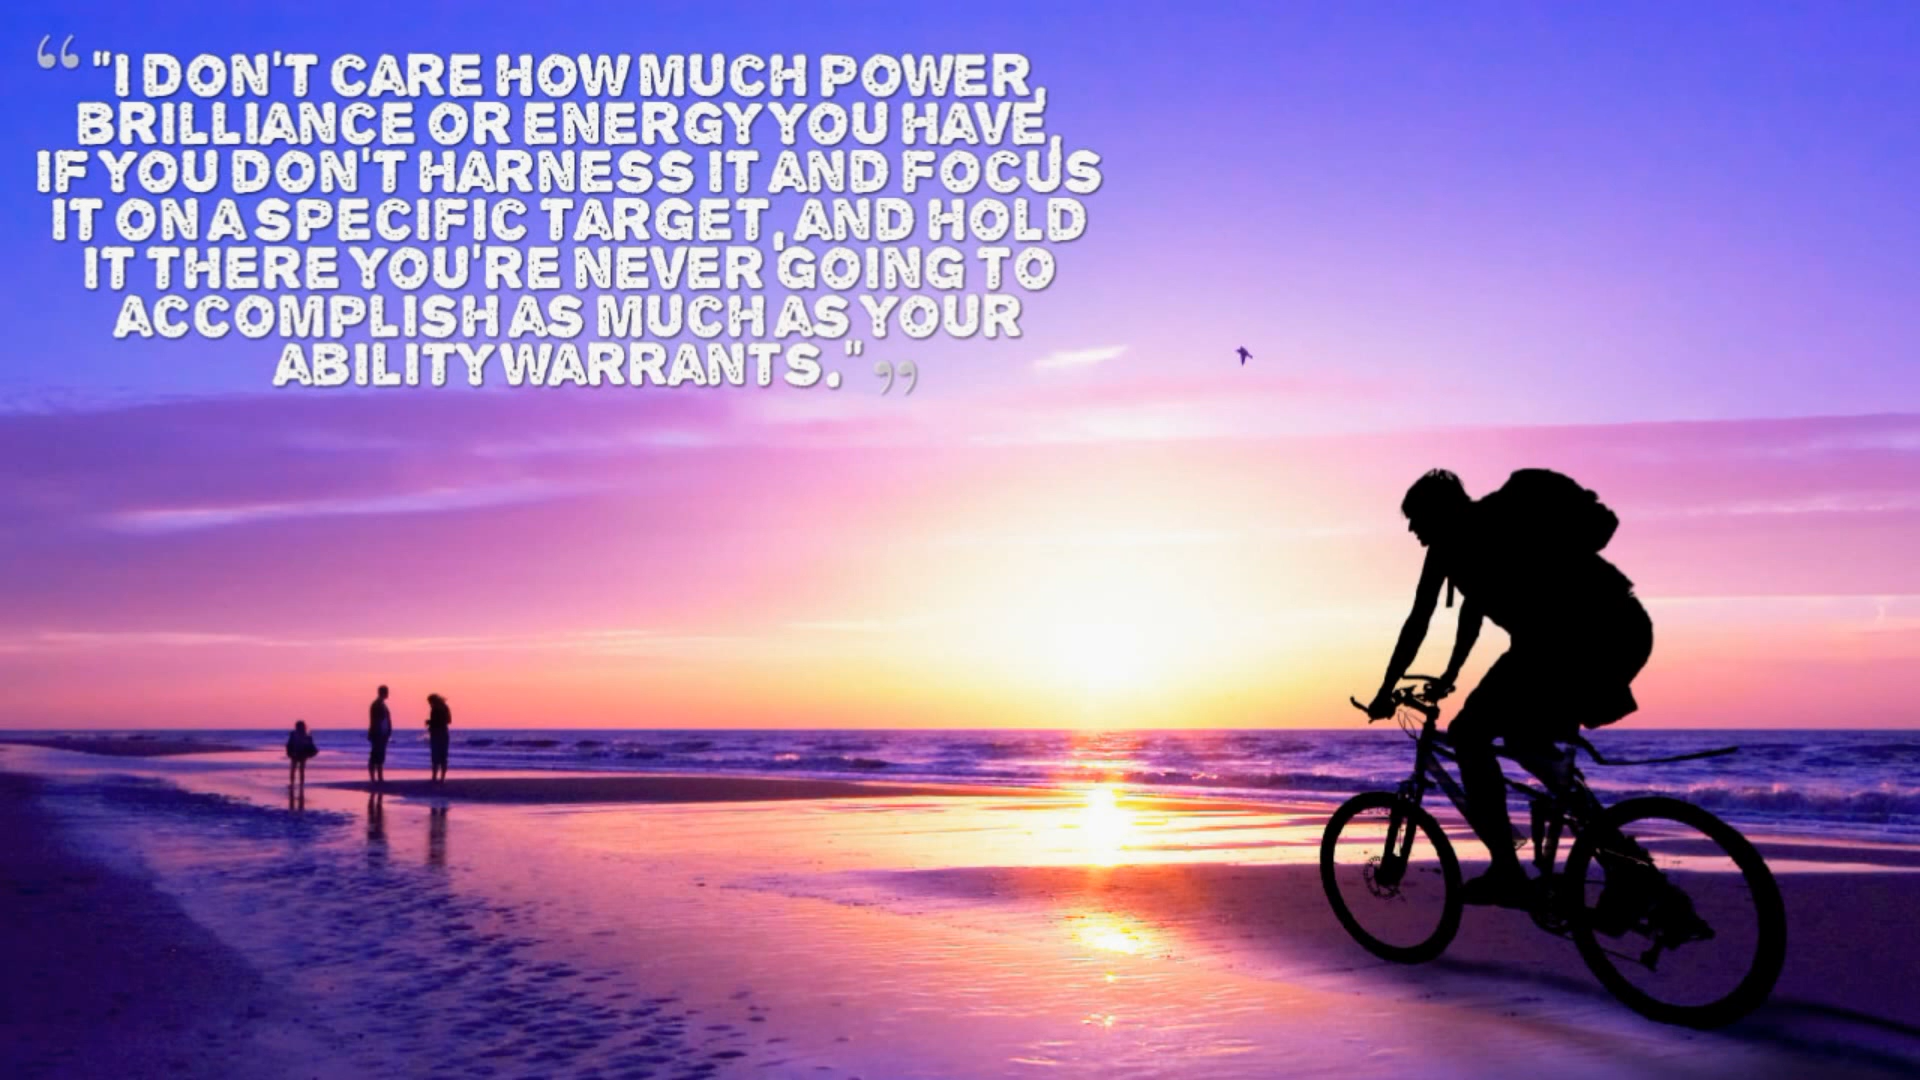 “ "I DON'T CARE HOW MUCH POWER,
BRILLIANCE OR ENERGY YOU HAVE,
IF YOU DON'T HARNESS IT AND FOCUS
IT ON A SPECIFIC TARGET, AND HOLD
IT THERE YOU'RE NEVER GOING TO
ACCOMPLISH AS MUCH AS YOUR
ABILITY WARRANTS." ”